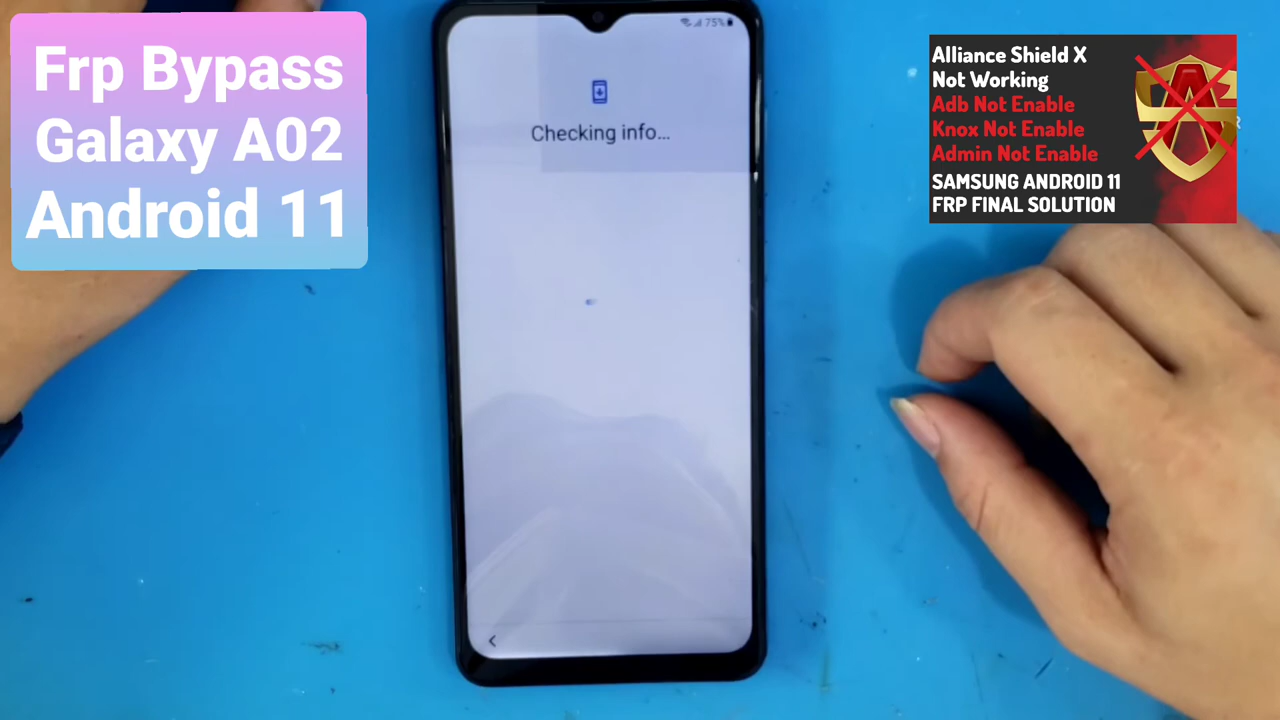 Frp Bypass
Galaxy A02
Android 11
75%
Checking info...
Alliance Shield X
Not Working
Adb Not Enable
Knox Not Enable
Admin Not Enable
SAMSUNG ANDROID 11
FRP FINAL SOLUTION